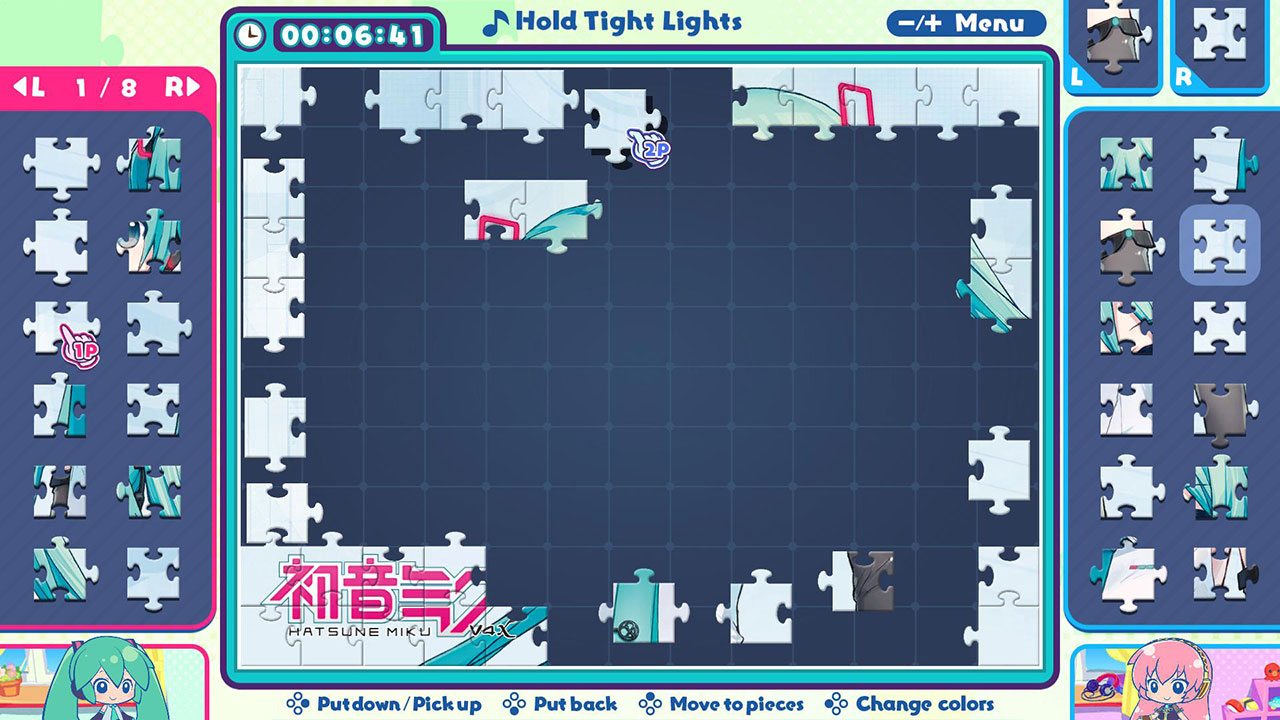 00:06:41
Hold Tight Lights
−/+ Menu
L 1/8 R
L
R
2P
1P
初音ミク
HATSUNE MIKU V4X
Put down/Pick up
Put back
Move to pieces
Change colors